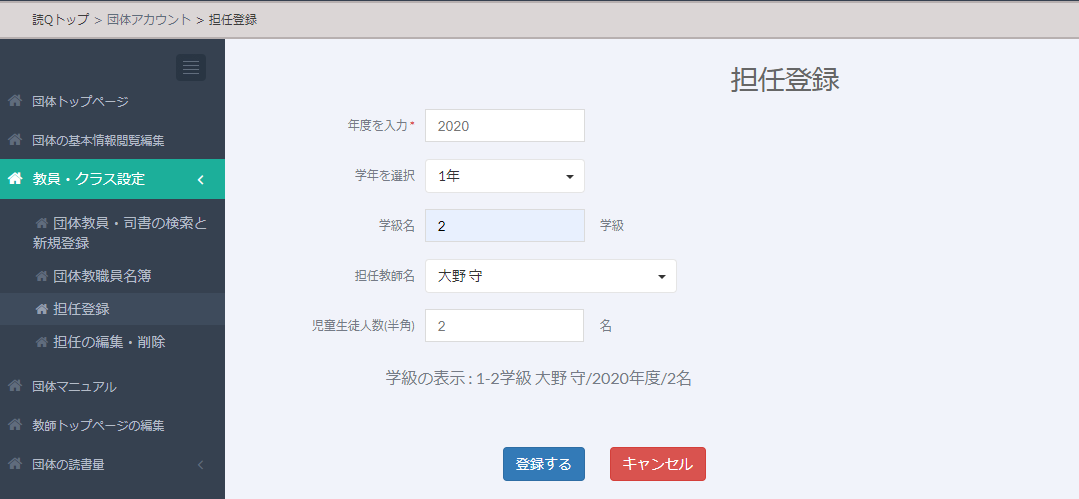 読Qトップ > 団体アカウント > 担任登録
団体トップページ
団体の基本情報閲覧編集
教員・クラス設定
団体教員・司書の検索と
新規登録
団体教職員名簿
担任登録
担任の編集・削除
団体マニュアル
教師トップページの編集
団体の読書量
担任登録
年度を入力* 2020
学年を選択 1年
学級名 2 学級
担任教師名 大野 守
児童生徒人数(半角) 2 名
学級の表示 : 1-2学級 大野 守/2020年度/2名
登録する キャンセル